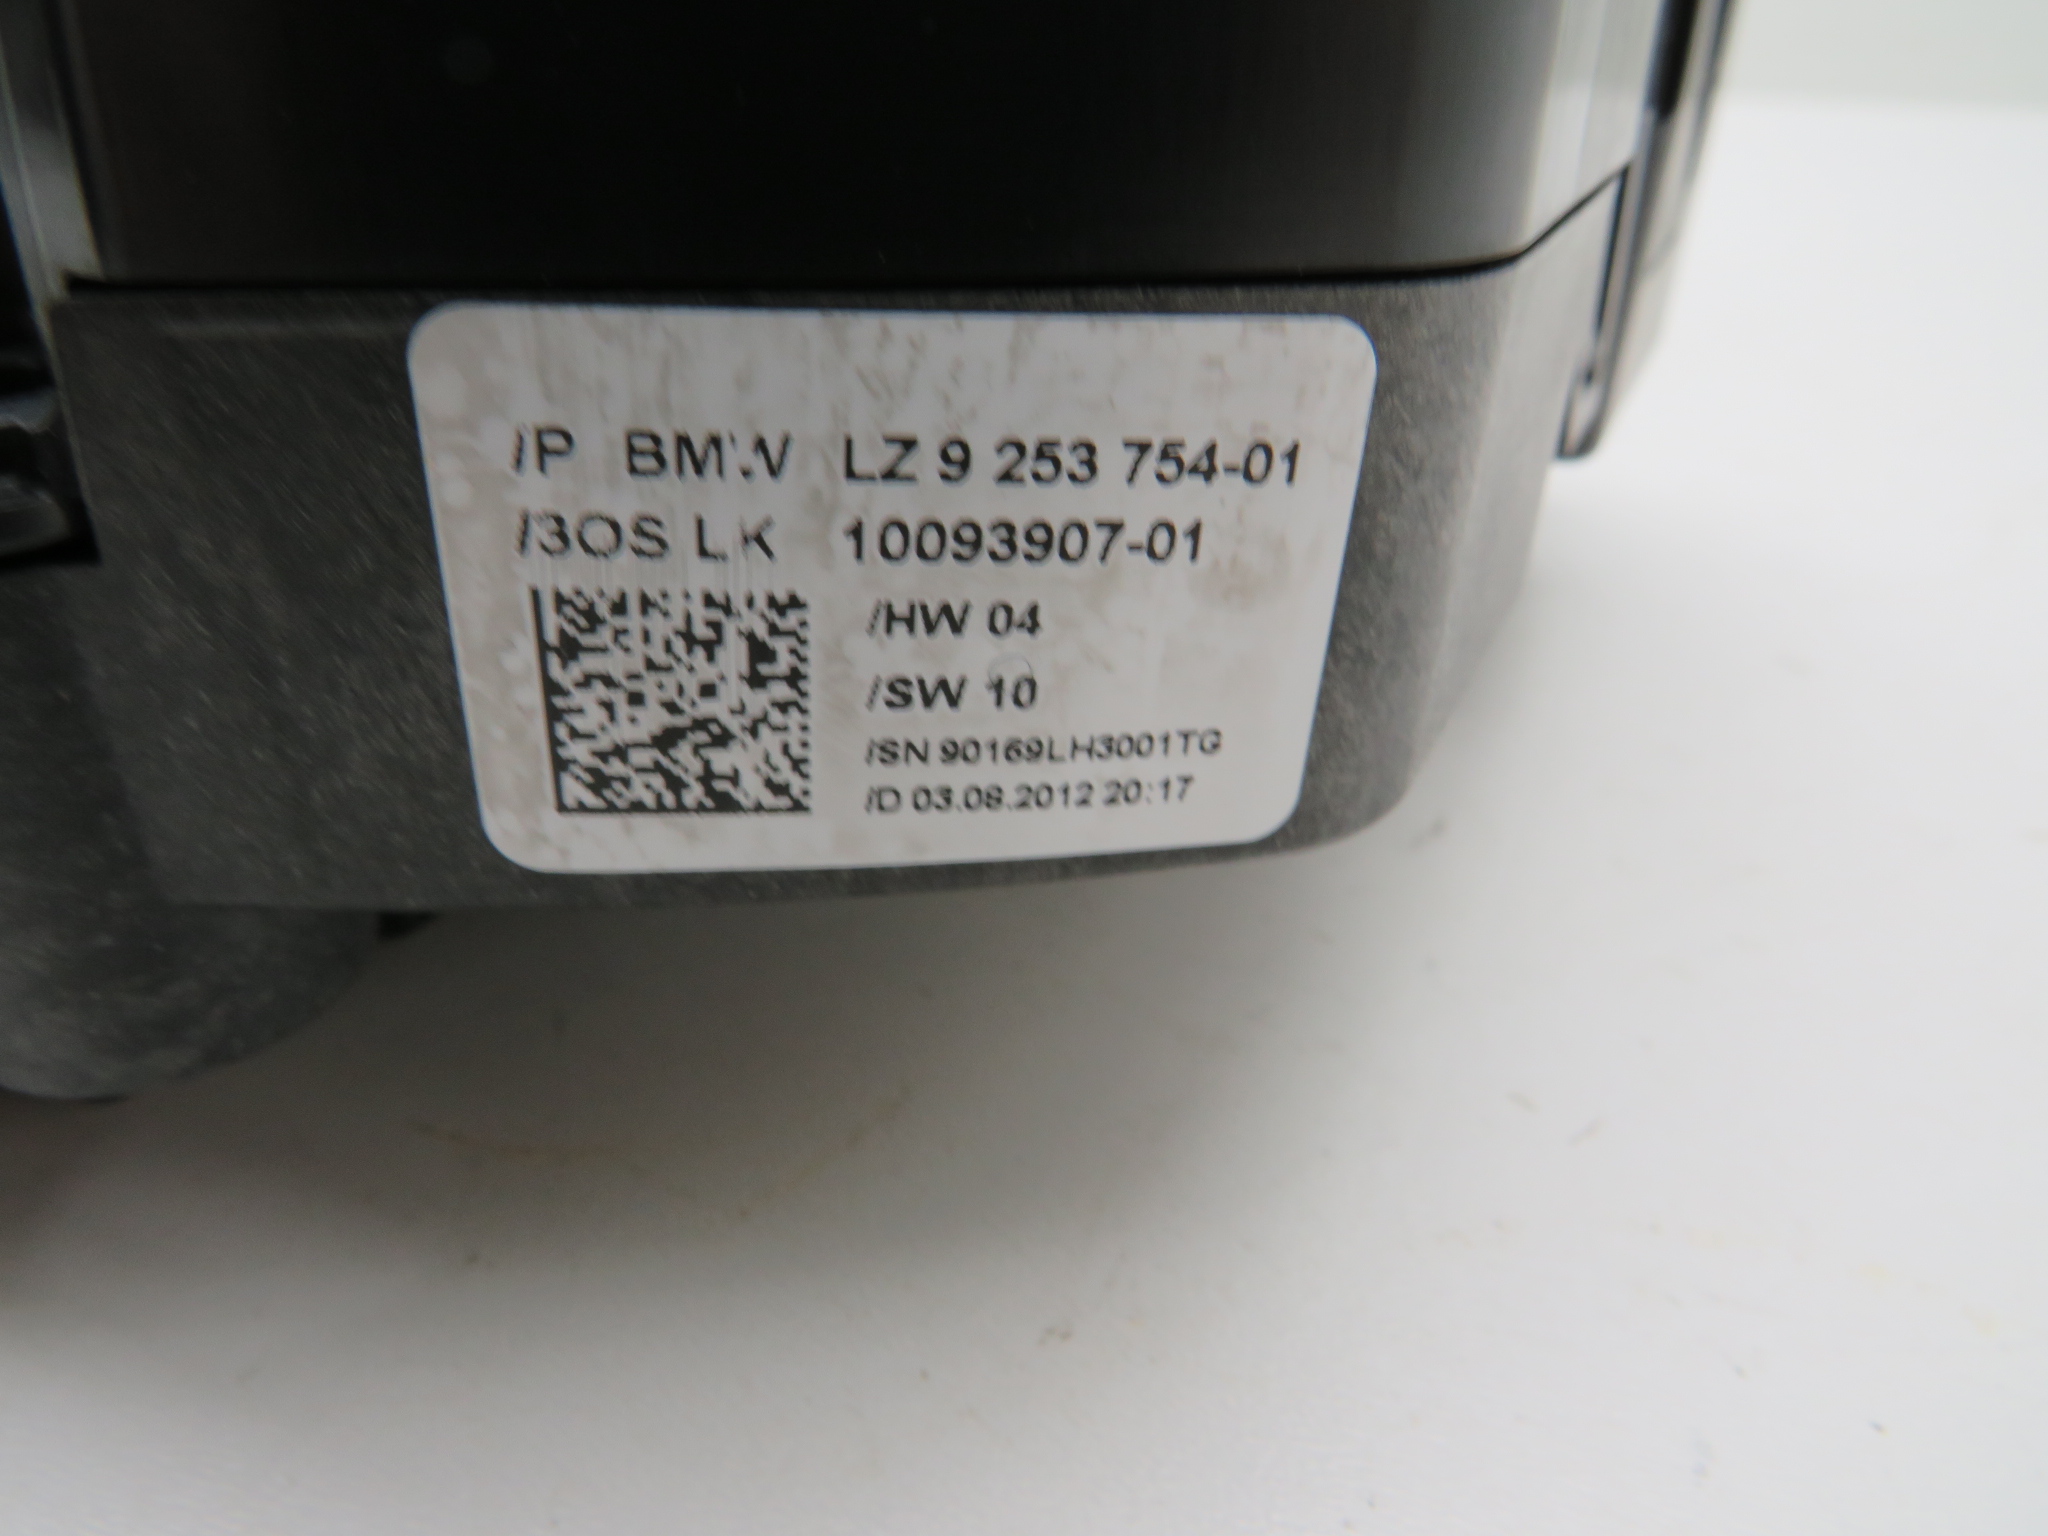 /P BMW LZ 9 253 754-01
/3OS LK 10093907-01
/HW 04
/SW 10
/SN 90169LH3001TG
/D 03.08.2012 20:17